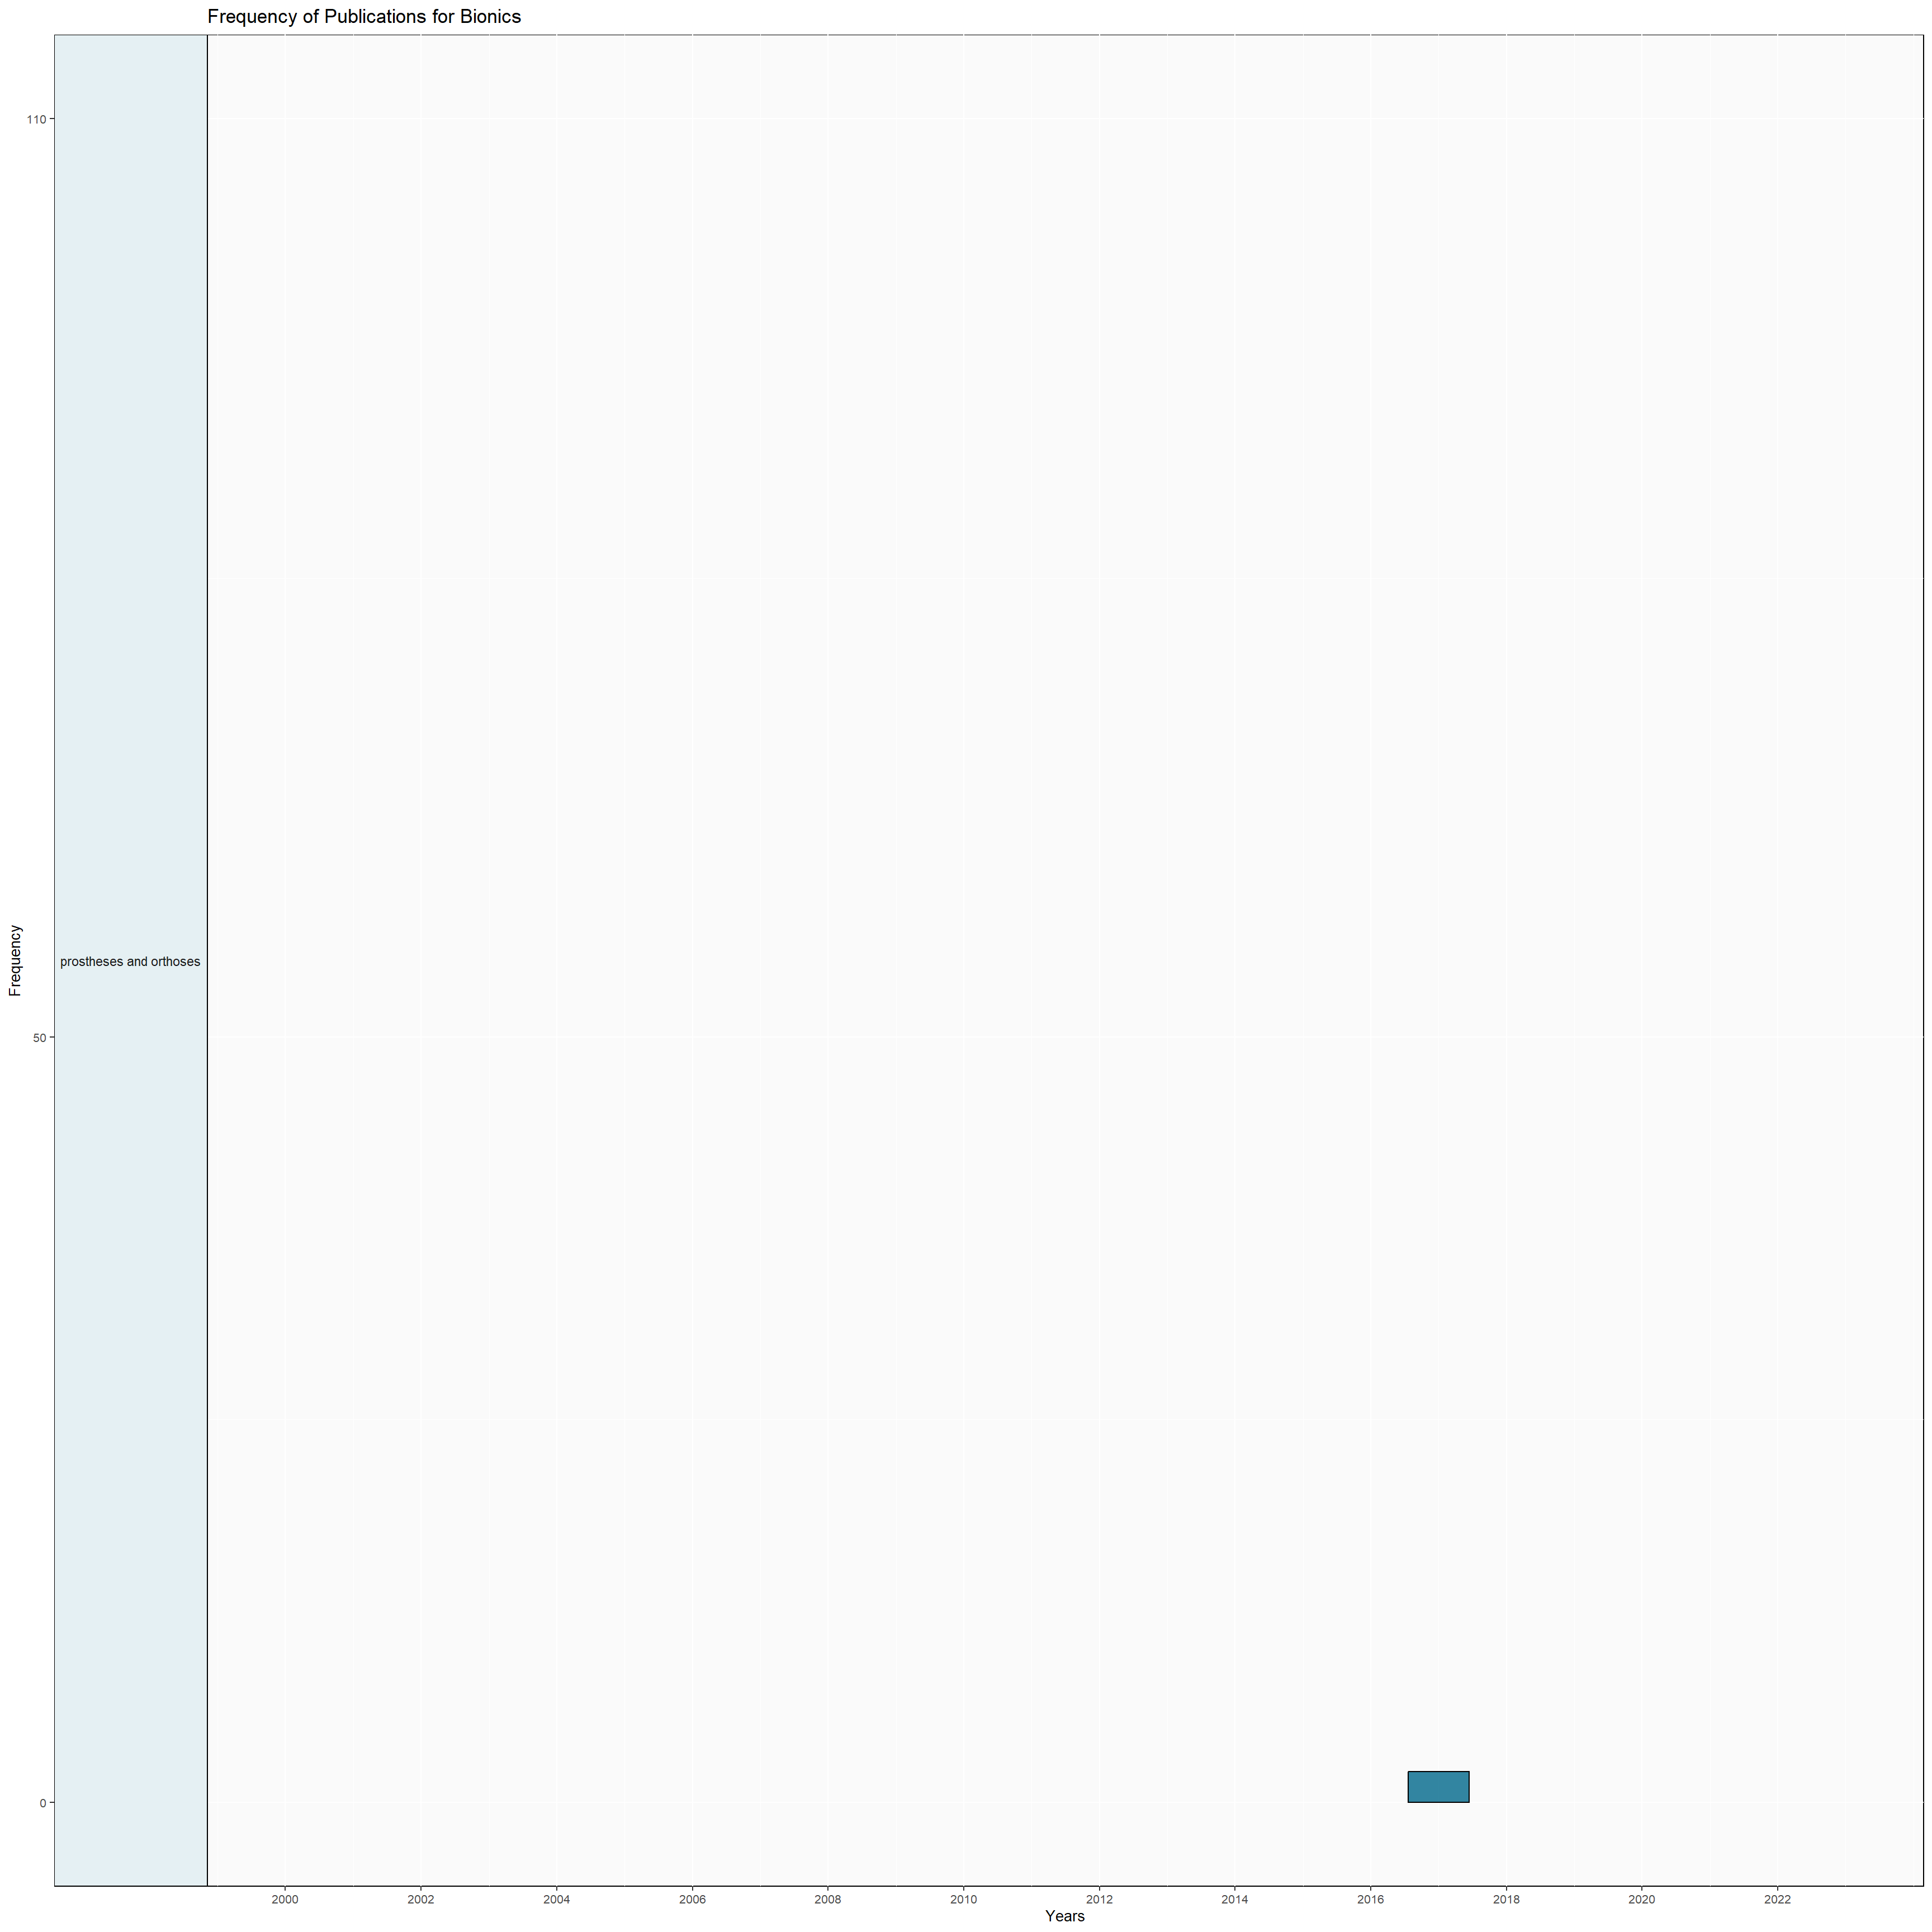 Frequency of Publications for Bionics
110
50
0
Frequency
prostheses and orthoses
2000 2002 2004 2006 2008 2010 2012 2014 2016 2018 2020 2022
Years